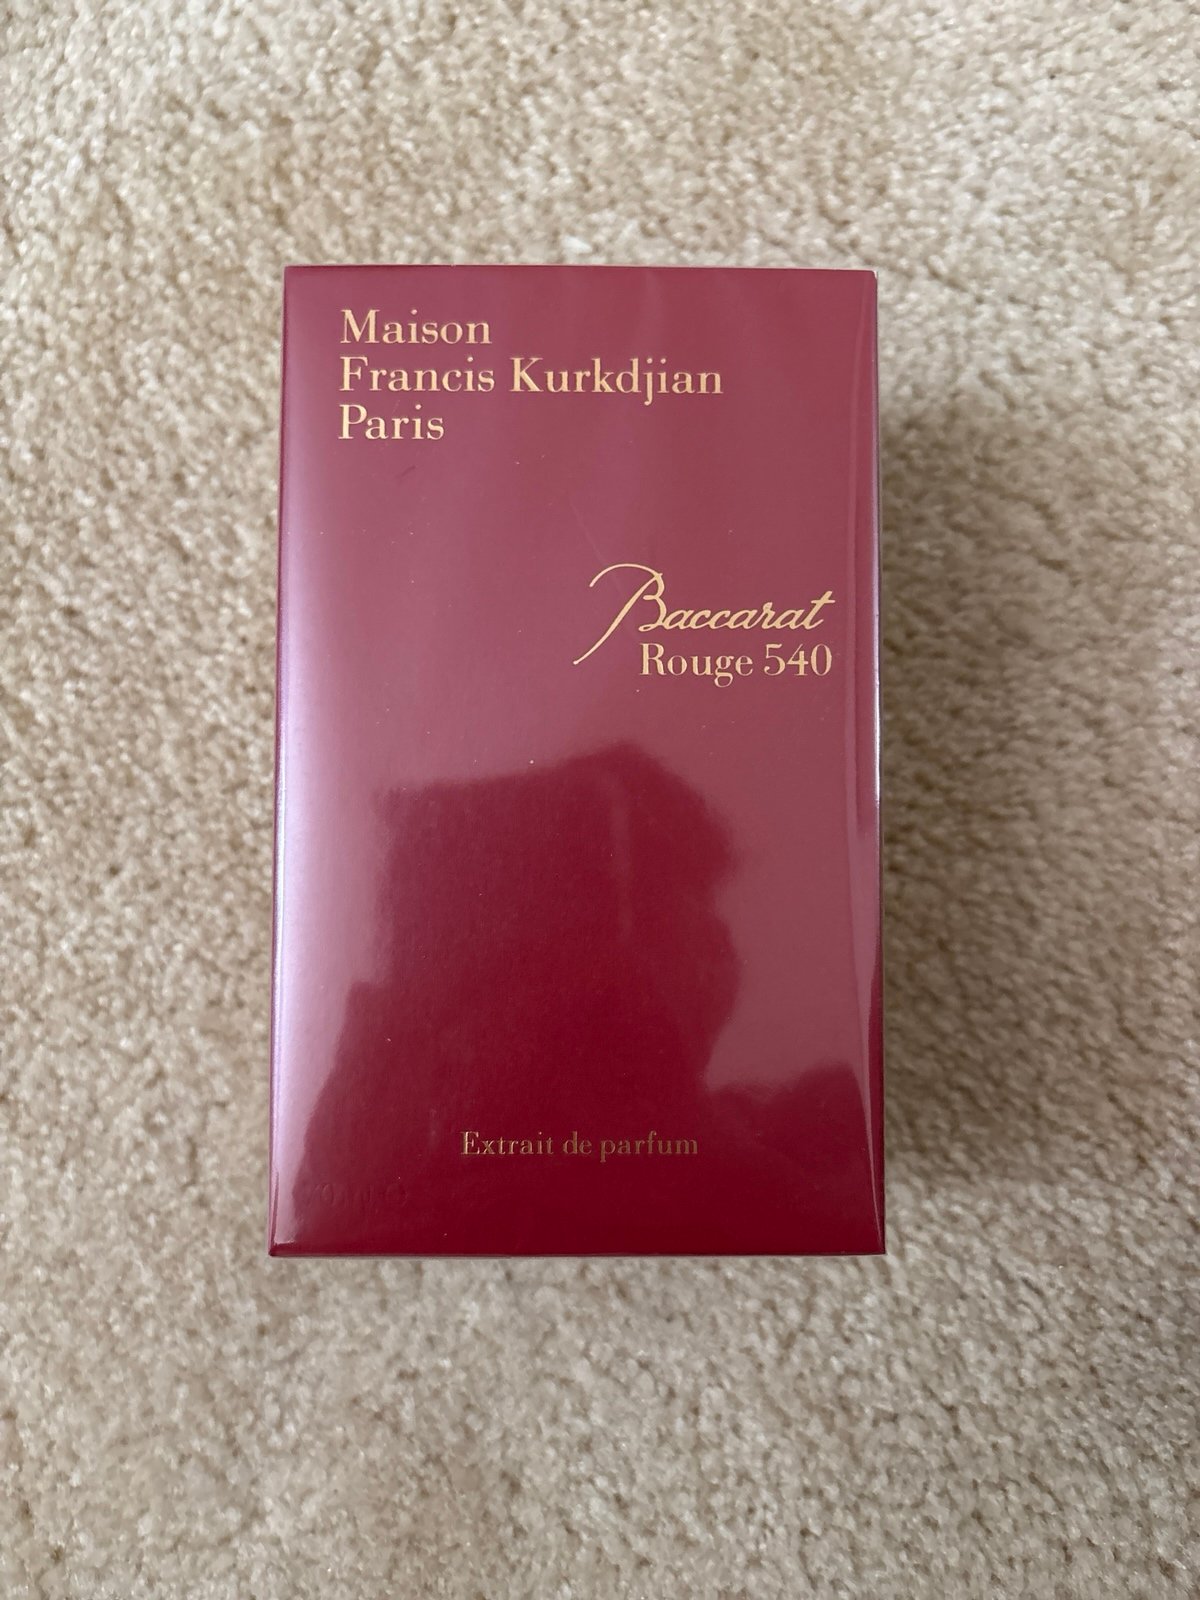 Maison
Francis Kurkdjian
Paris
Baccarat
Rouge 540
Extrait de parfum